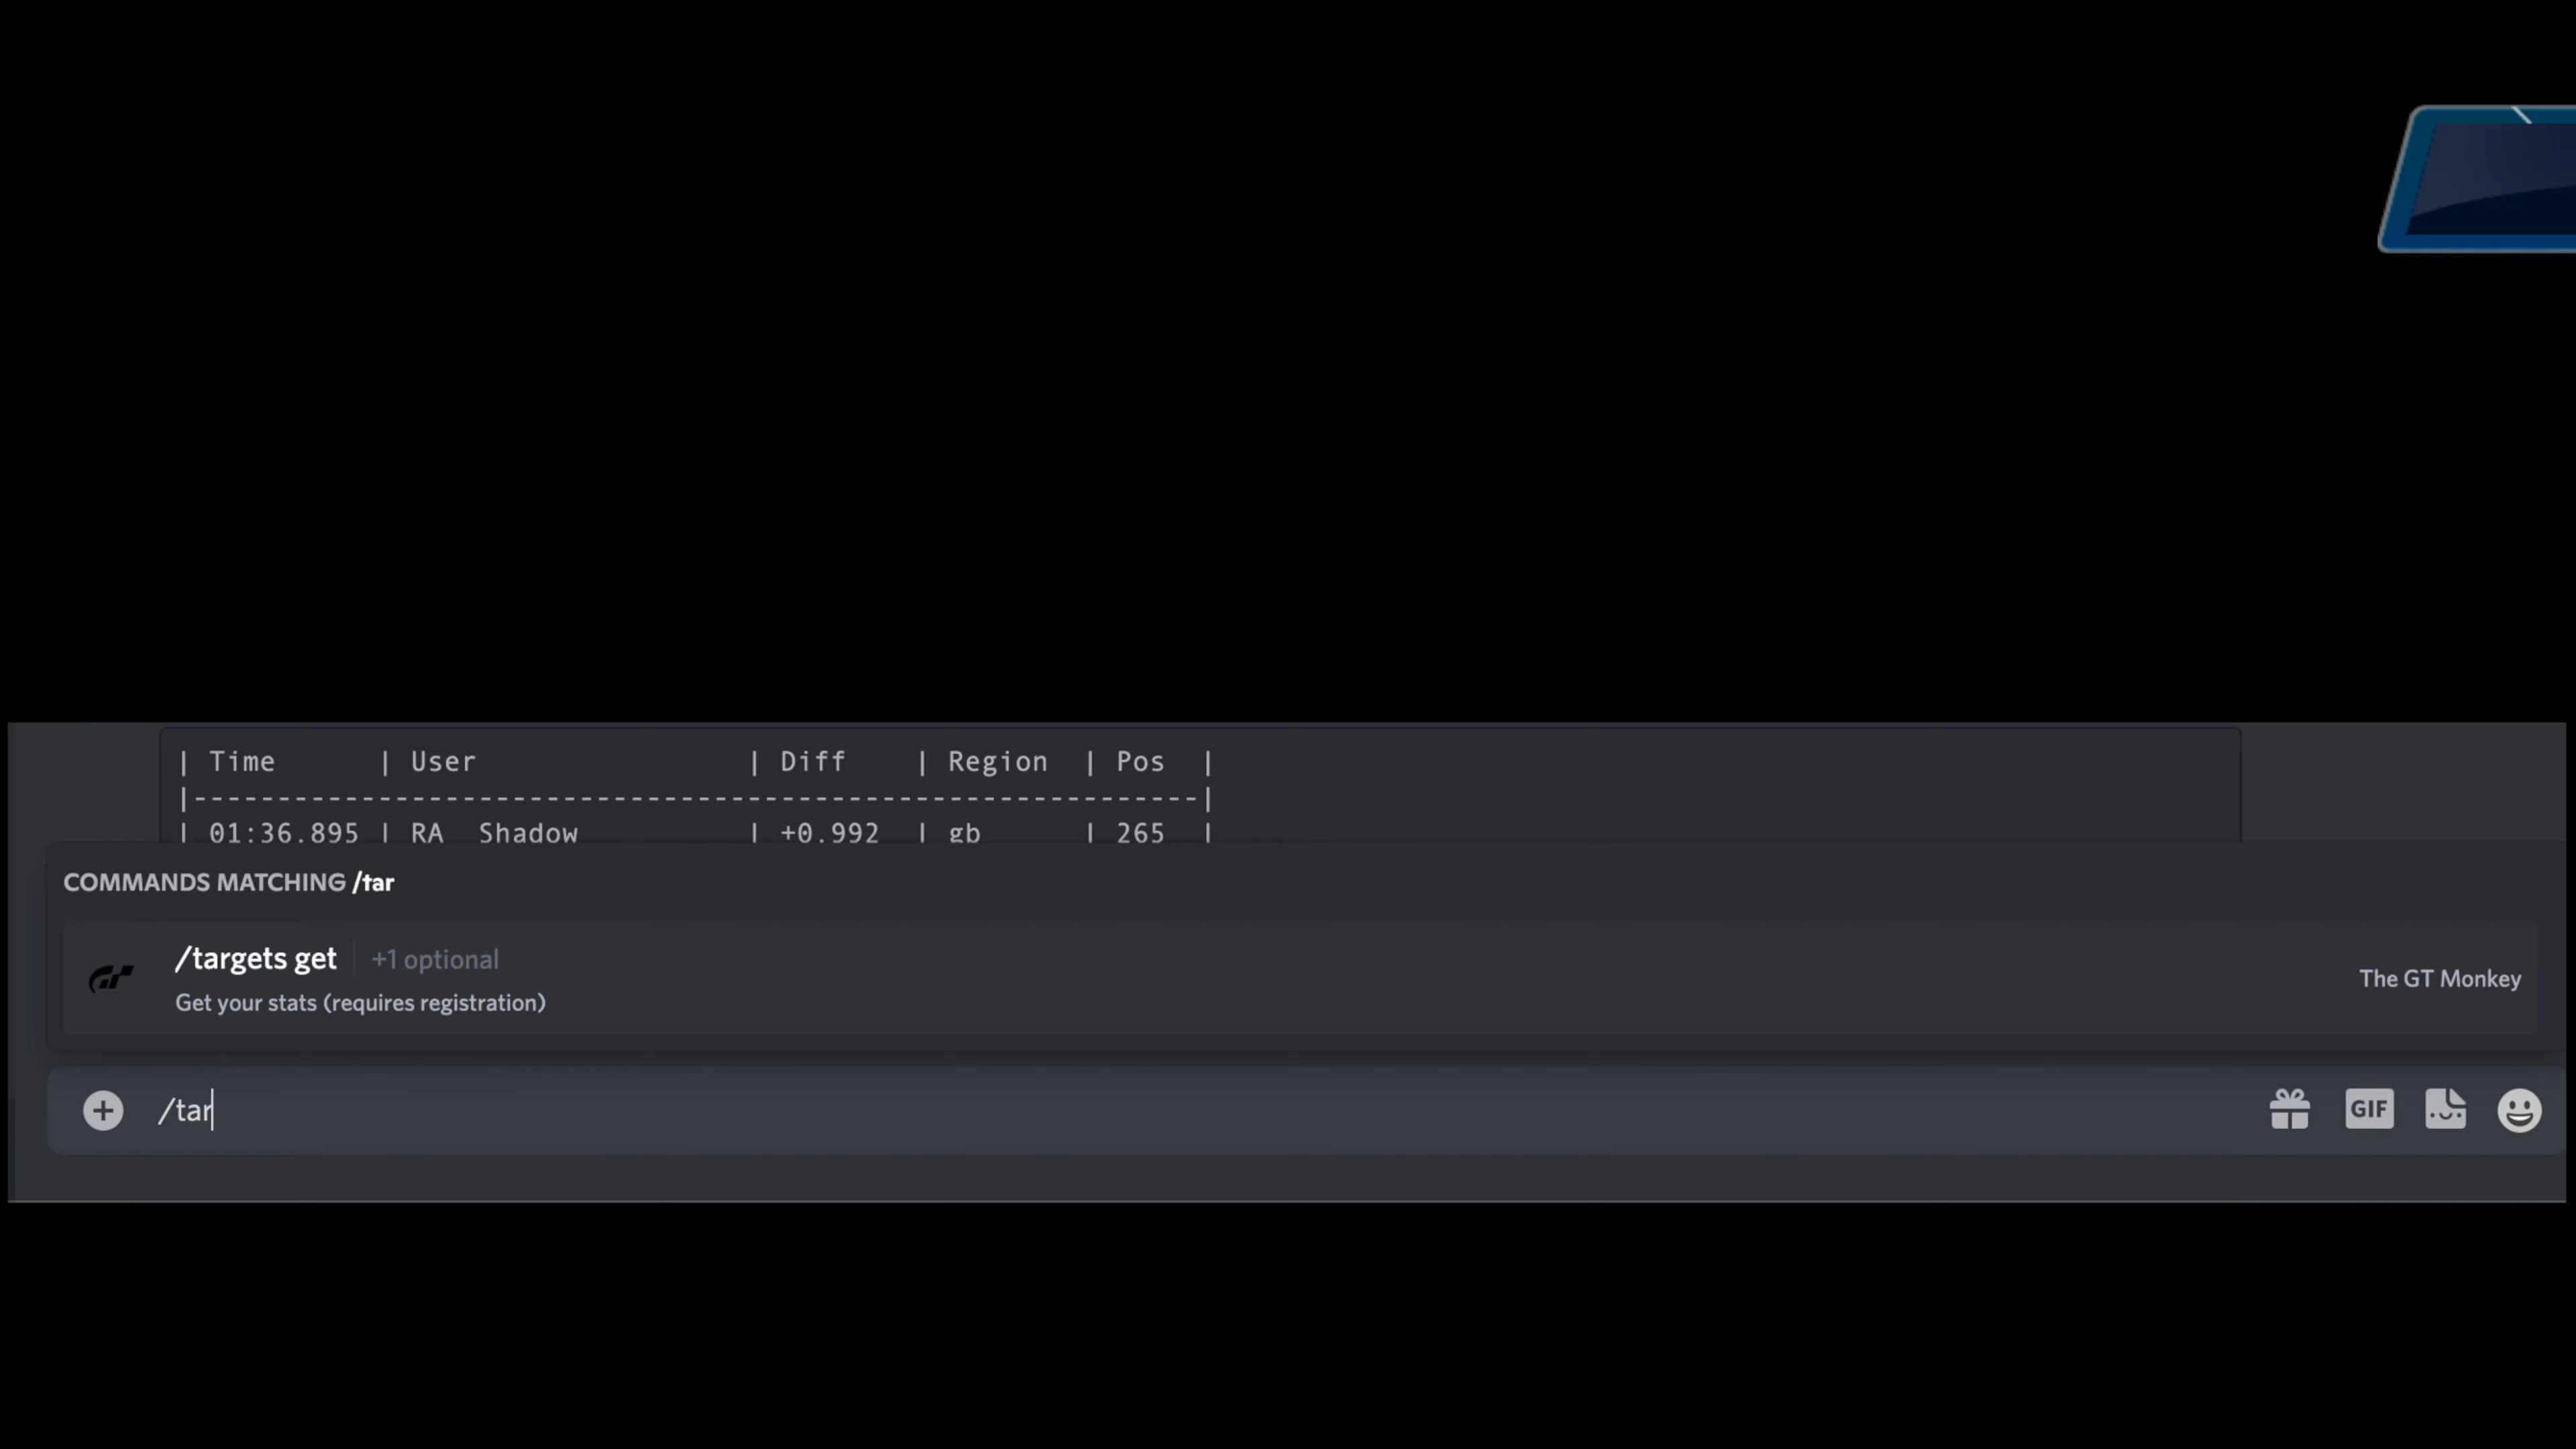 | Time | User | Diff | Region | Pos |
|------------------------------------------------------------|
| 01:36.895 | RA Shadow | +0.992 | gb | 265 |
COMMANDS MATCHING /tar
/targets get +1 optional
Get your stats (requires registration)
The GT Monkey
/tar
GIF